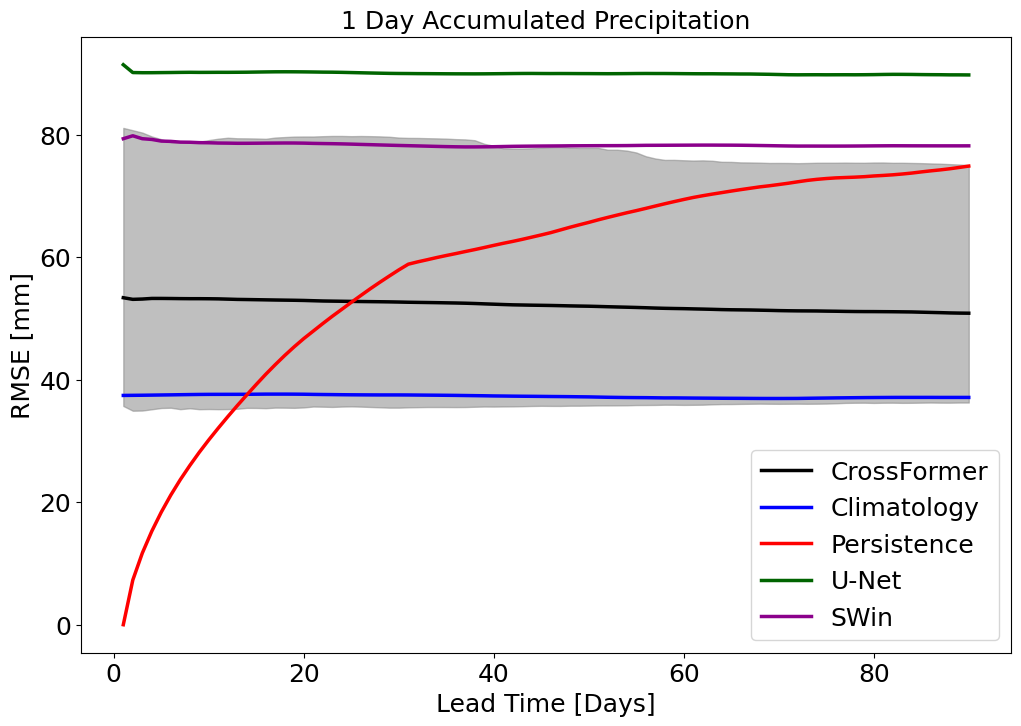 1 Day Accumulated Precipitation
RMSE [mm]
80
60
40
20
0
0 20 40 60 80
Lead Time [Days]
CrossFormer
Climatology
Persistence
U-Net
SWin